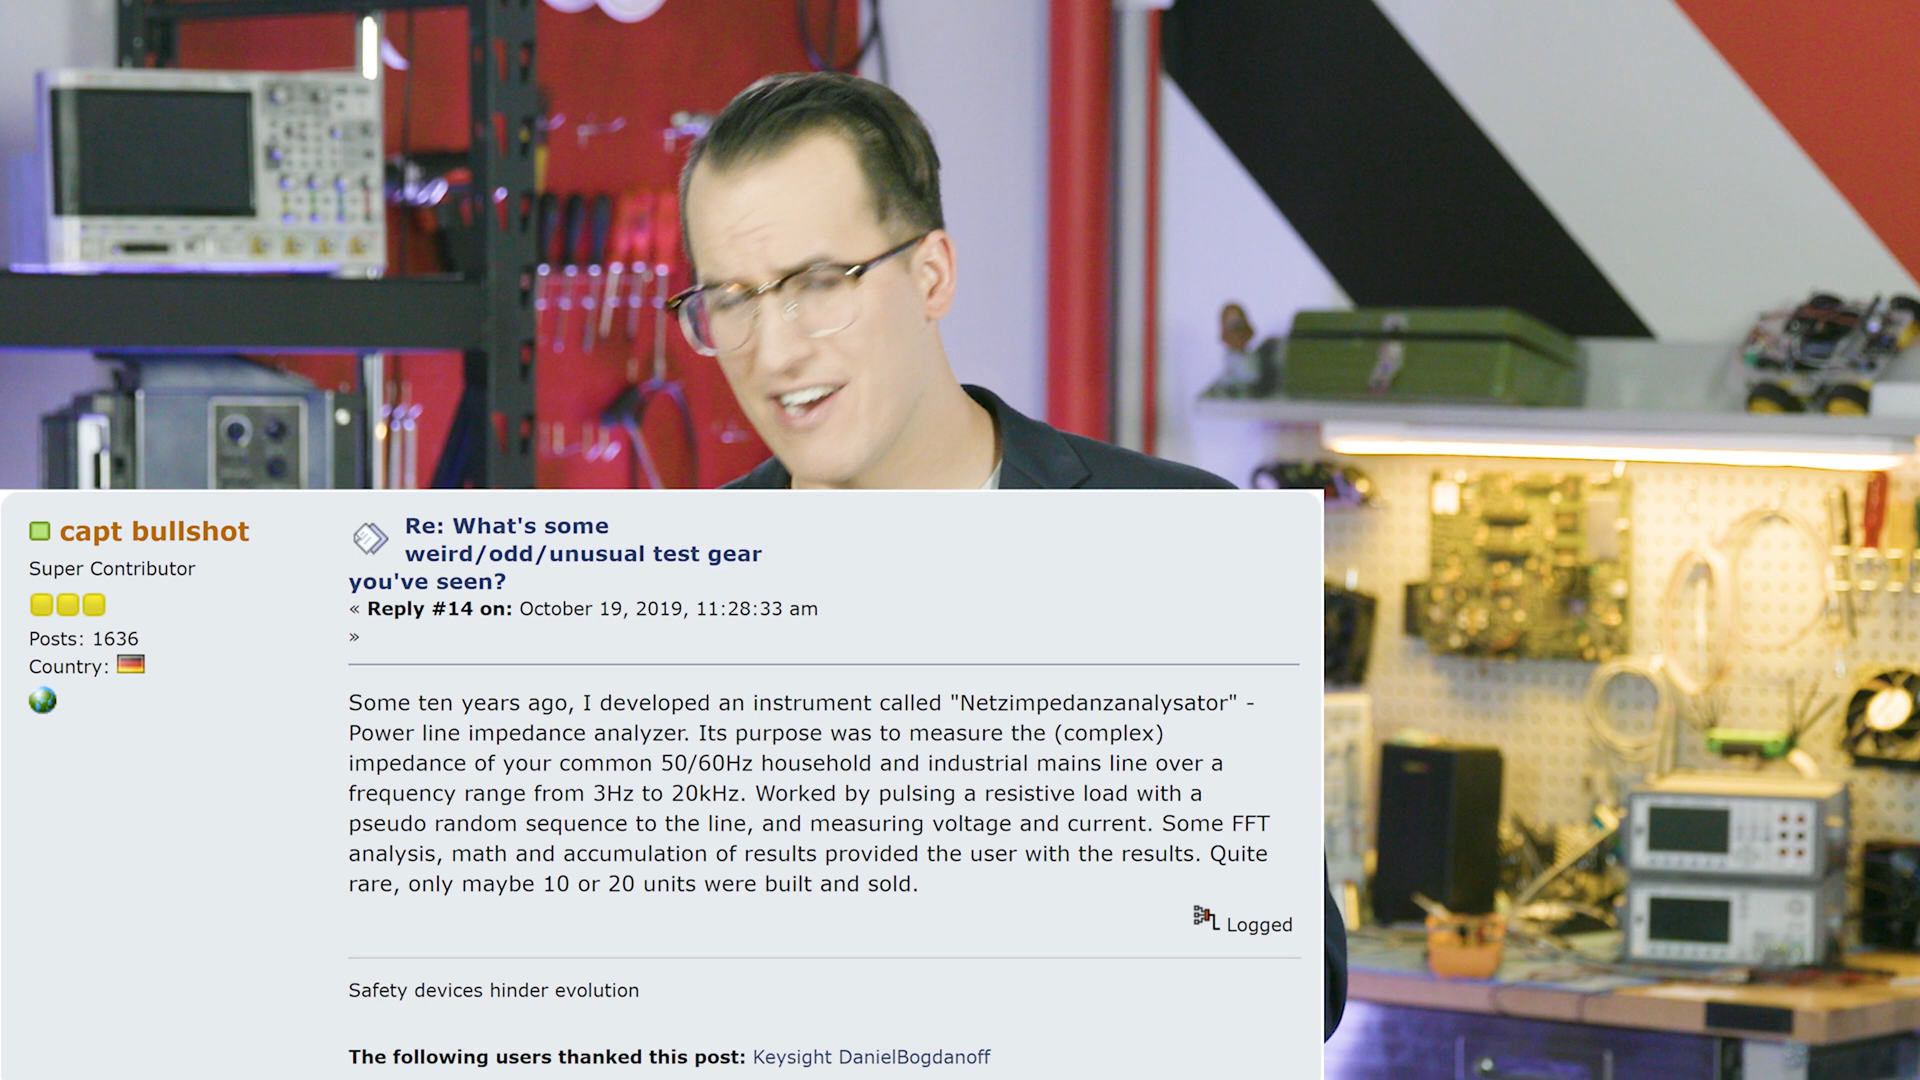 capt bullshot
Super Contributor
Posts: 1636
Country:
Re: What's some
weird/odd/unusual test gear
you've seen?
« Reply #14 on: October 19, 2019, 11:28:33 am
»
Some ten years ago, I developed an instrument called "Netzimpedanzanalysator" -
Power line impedance analyzer. Its purpose was to measure the (complex)
impedance of your common 50/60Hz household and industrial mains line over a
frequency range from 3Hz to 20kHz. Worked by pulsing a resistive load with a
pseudo random sequence to the line, and measuring voltage and current. Some FFT
analysis, math and accumulation of results provided the user with the results. Quite
rare, only maybe 10 or 20 units were built and sold.
Logged
Safety devices hinder evolution
The following users thanked this post: Keysight DanielBogdanoff